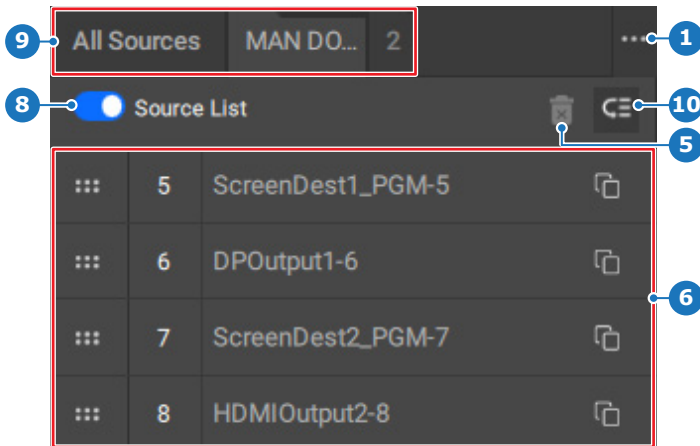 9 All Sources MAN DO... 2 ... 1
8 Source List 10
5
5 ScreenDest1_PGM-5
6 DPOutput1-6
6
7 ScreenDest2_PGM-7
8 HDMIOutput2-8